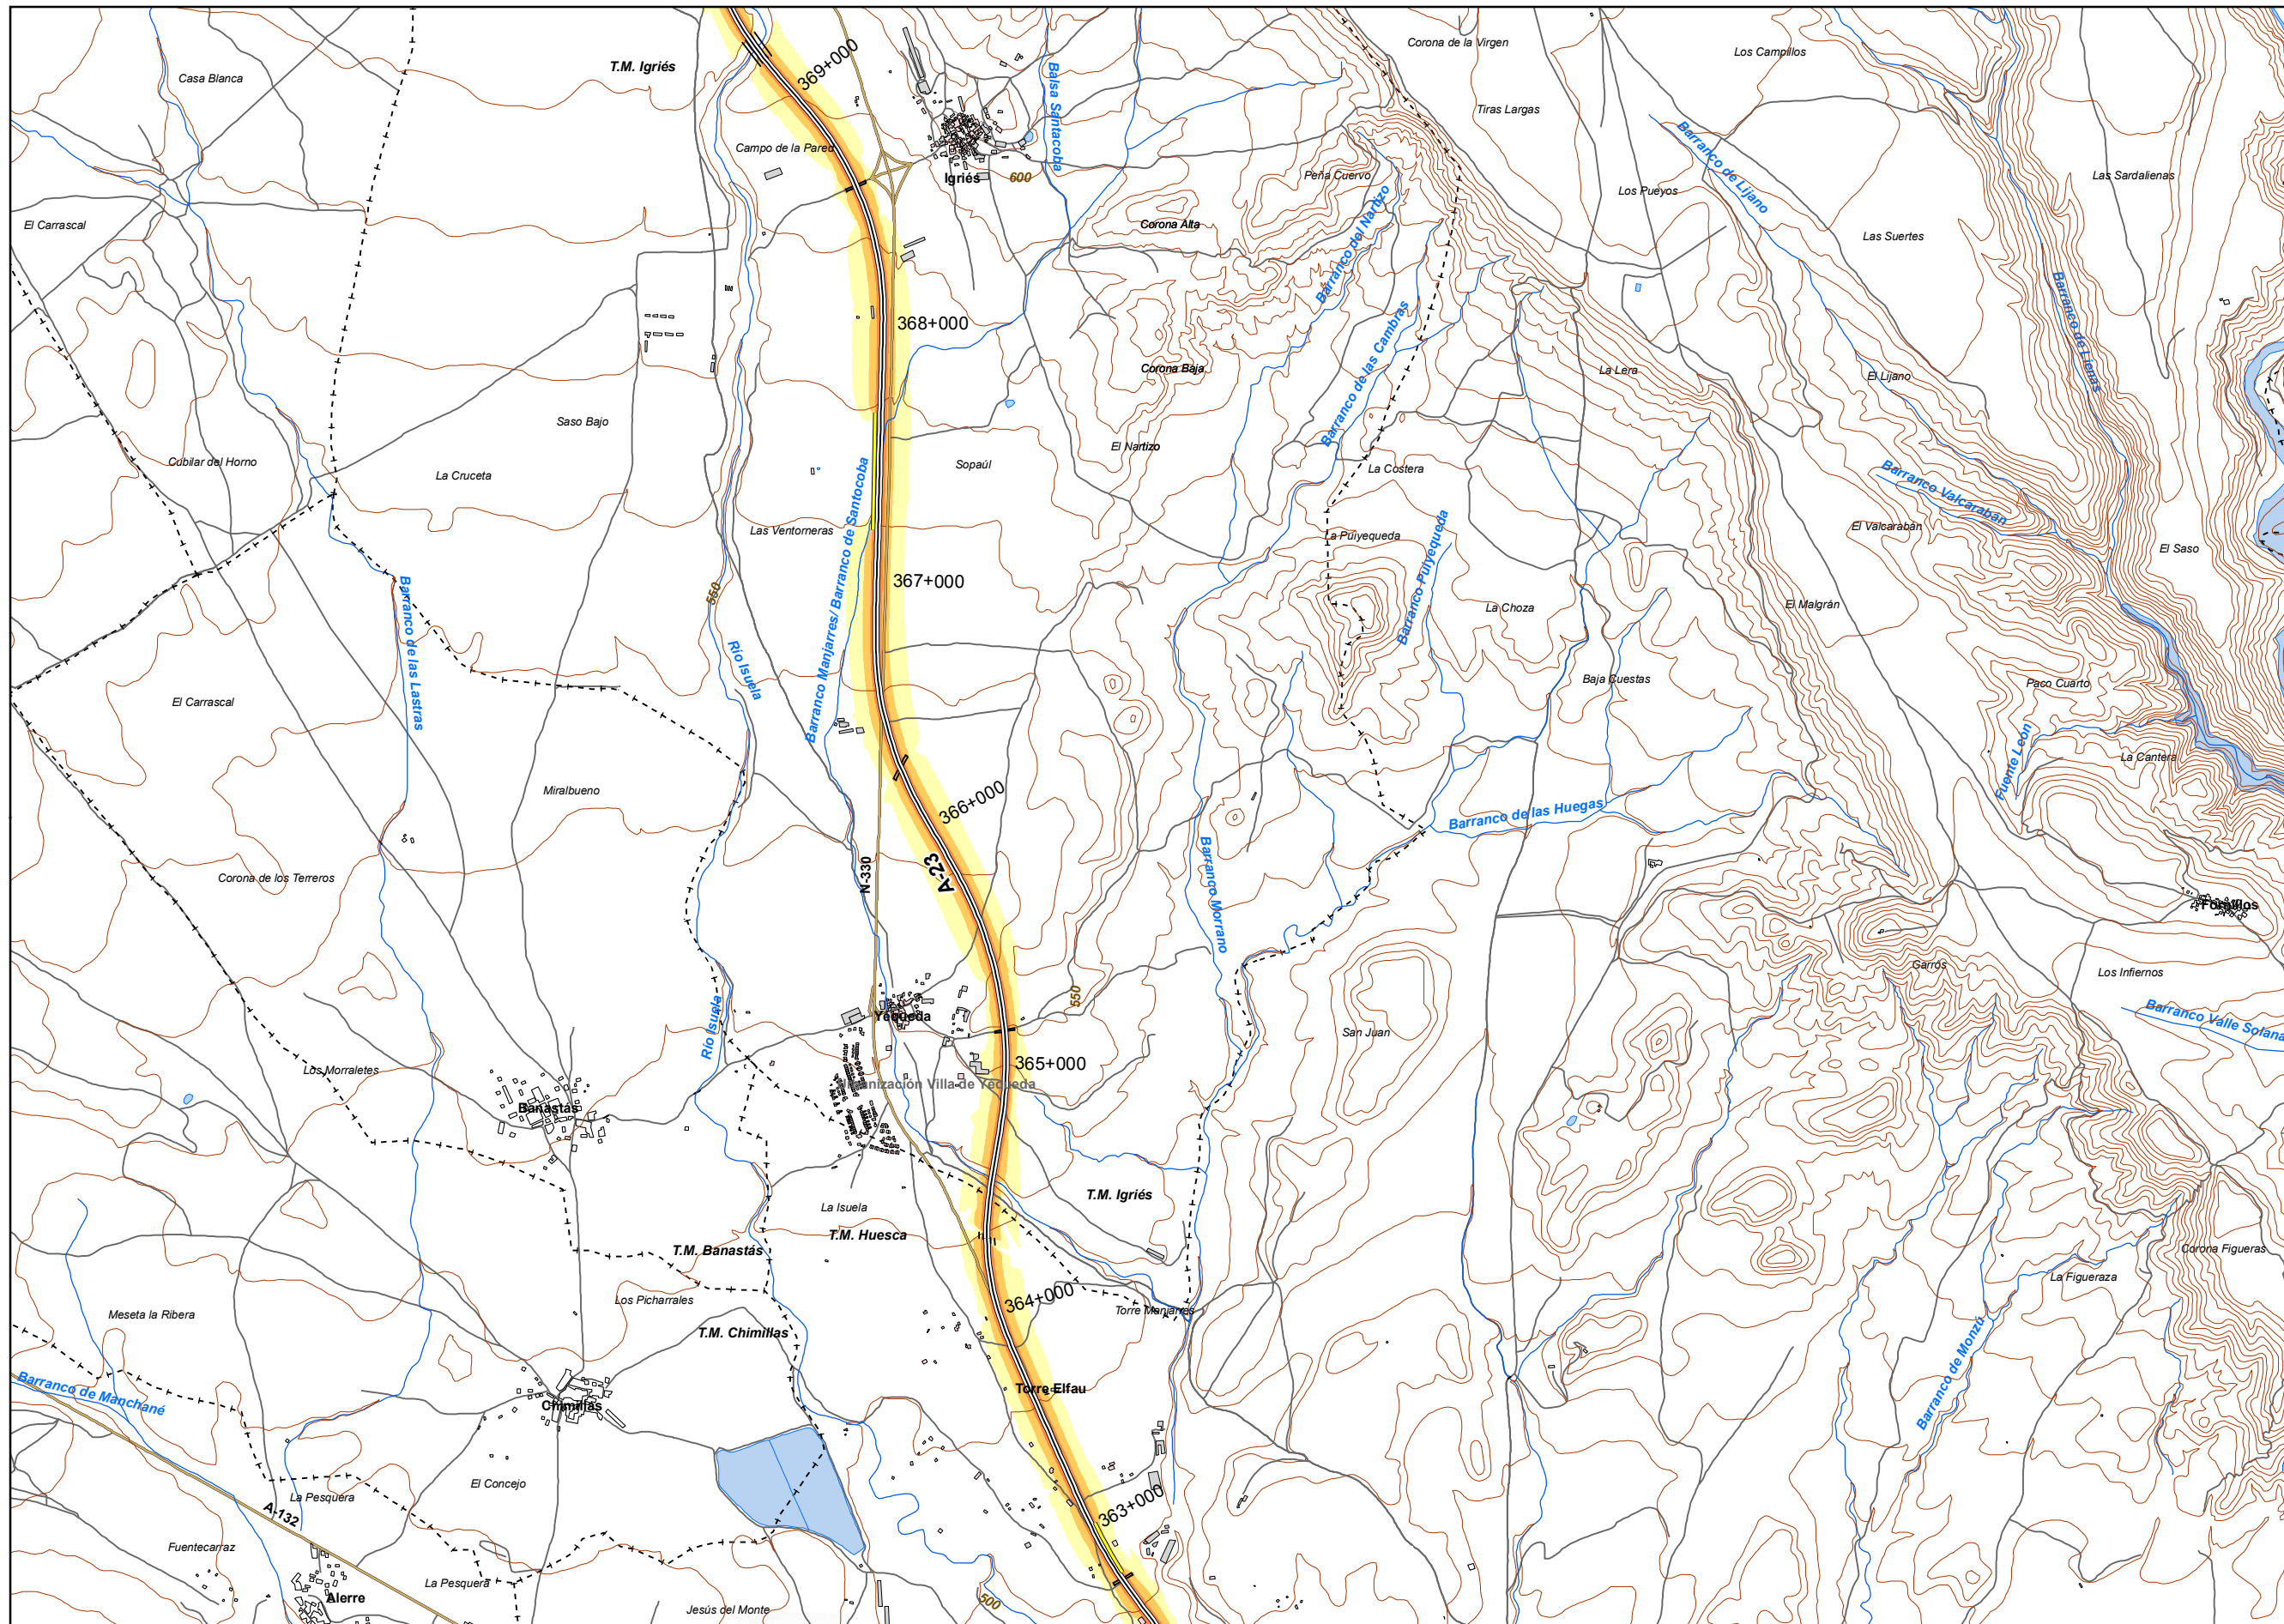 Corona de la Virgen
369+000
Los Campillos
T.M. Igriés
Casa Blanca
Balsa Santacoba
Tiras Largas
Campo de la Pared
Barranco de Lijano
Igriés
600
Peña Cuervo
Los Pueyos
Las Sardalienas
El Carrascal
Corona Alta
Barranco del Nartizo
Las Suertes
368+000
Barranco de Lienas
Barranco de las Cambras
Corona Baja
La Lera
El Lijano
Saso Bajo
El Nartizo
Cubilar del Horno
La Cruceta
Sopaúl
La Costera
Barranco Valcarabán
Las Ventorneras
Barranco Manjarres/ Barranco de Santocoba
La Puiyequeda
El Valcarabán
El Saso
367+000
550
Barranco Puiyequeda
La Choza
El Malgrán
Barranco de las Lastras
Río Isuela
El Carrascal
Baja Cuestas
Paco Cuarto
Fuente León
La Cantera
Miralbueno
366+000
Barranco de las Huegas
N-330
A-23
Corona de los Terreros
Barranco Morrano
Fornillos
Garrós
Los Infiernos
550
Río Isuela
Yéqueda
San Juan
Barranco Valle Solana
365+000
Los Morraletes
Urbanización Villa de Yéqueda
Banastás
T.M. Igriés
La Isuela
T.M. Huesca
T.M. Banastás
Corona Figueras
La Figueraza
Los Picharrales
364+000
Torre Manjarres
Meseta la Ribera
T.M. Chimillas
Barranco de Monzú
Torre Elfau
Barranco de Manchané
Chimillas
El Concejo
La Pesquera
A-132
363+000
Fuentecarraz
La Pesquera
Alerre
Jesús del Monte
500